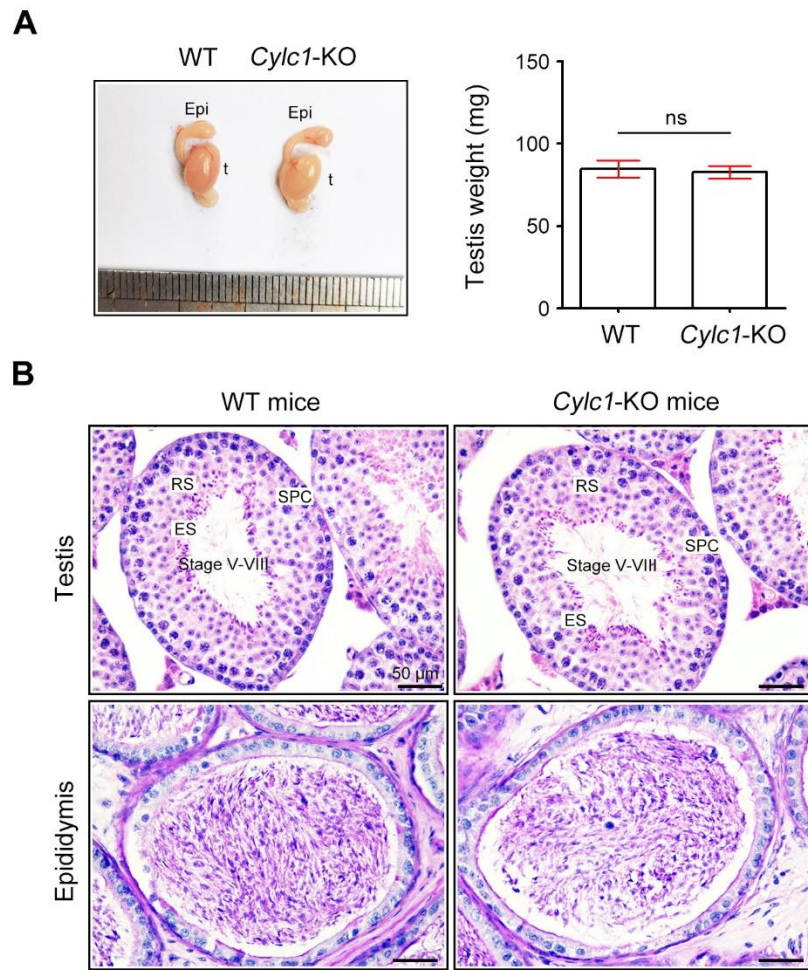 A
WT Cylc1-KO
Epi
Epi
t
t
Testis weight (mg)
150
100
50
0
ns
WT
Cylc1-KO
B
WT mice
Cylc1-KO mice
Testis
RS
SPC
ES
Stage V-VIII
50 µm
RS
SPC
Stage V-VIII
ES
Epididymis